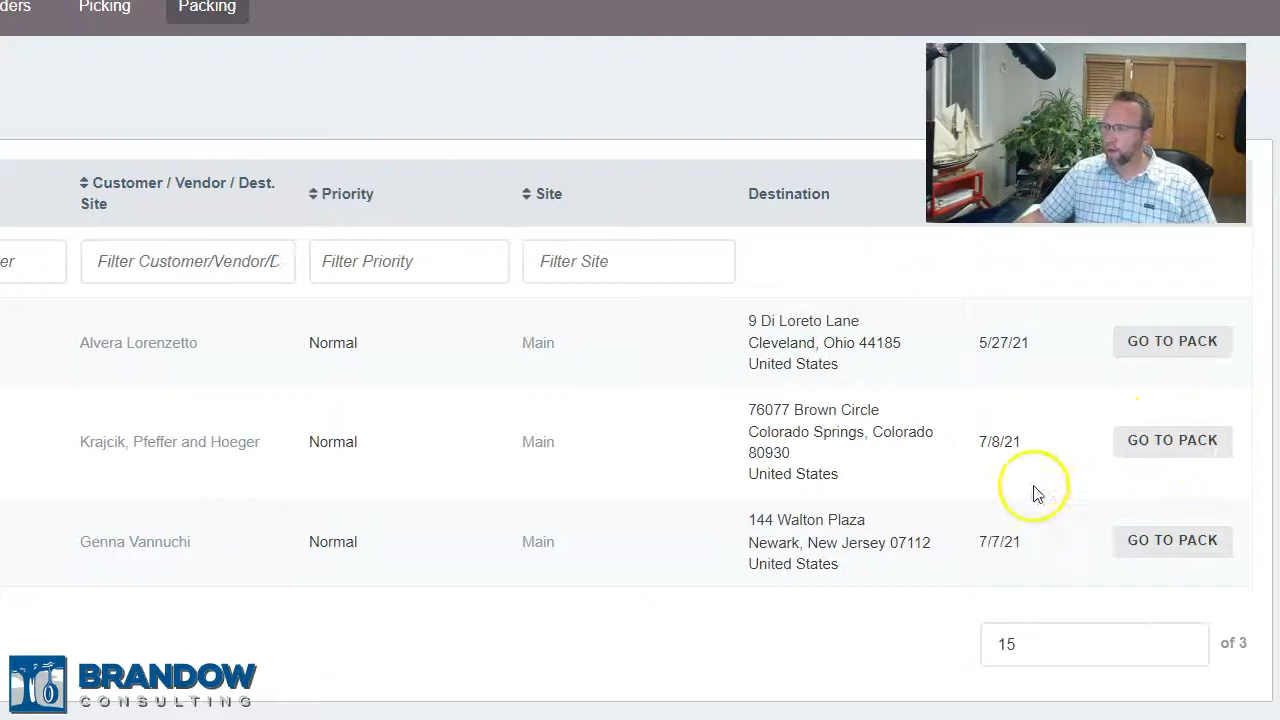 ders Picking Packing
Customer / Vendor / Dest.
Site
Priority
Site
Destination
er
Filter Customer/Vendor/D
Filter Priority
Filter Site
Alvera Lorenzetto
Normal
Main
9 Di Loreto Lane
Cleveland, Ohio 44185
United States
5/27/21
GO TO PACK
Krajcik, Pfeffer and Hoeger
Normal
Main
76077 Brown Circle
Colorado Springs, Colorado
80930
United States
7/8/21
GO TO PACK
Genna Vannuchi
Normal
Main
144 Walton Plaza
Newark, New Jersey 07112
United States
7/7/21
GO TO PACK
15
of 3
BRANDOW
CONSULTING